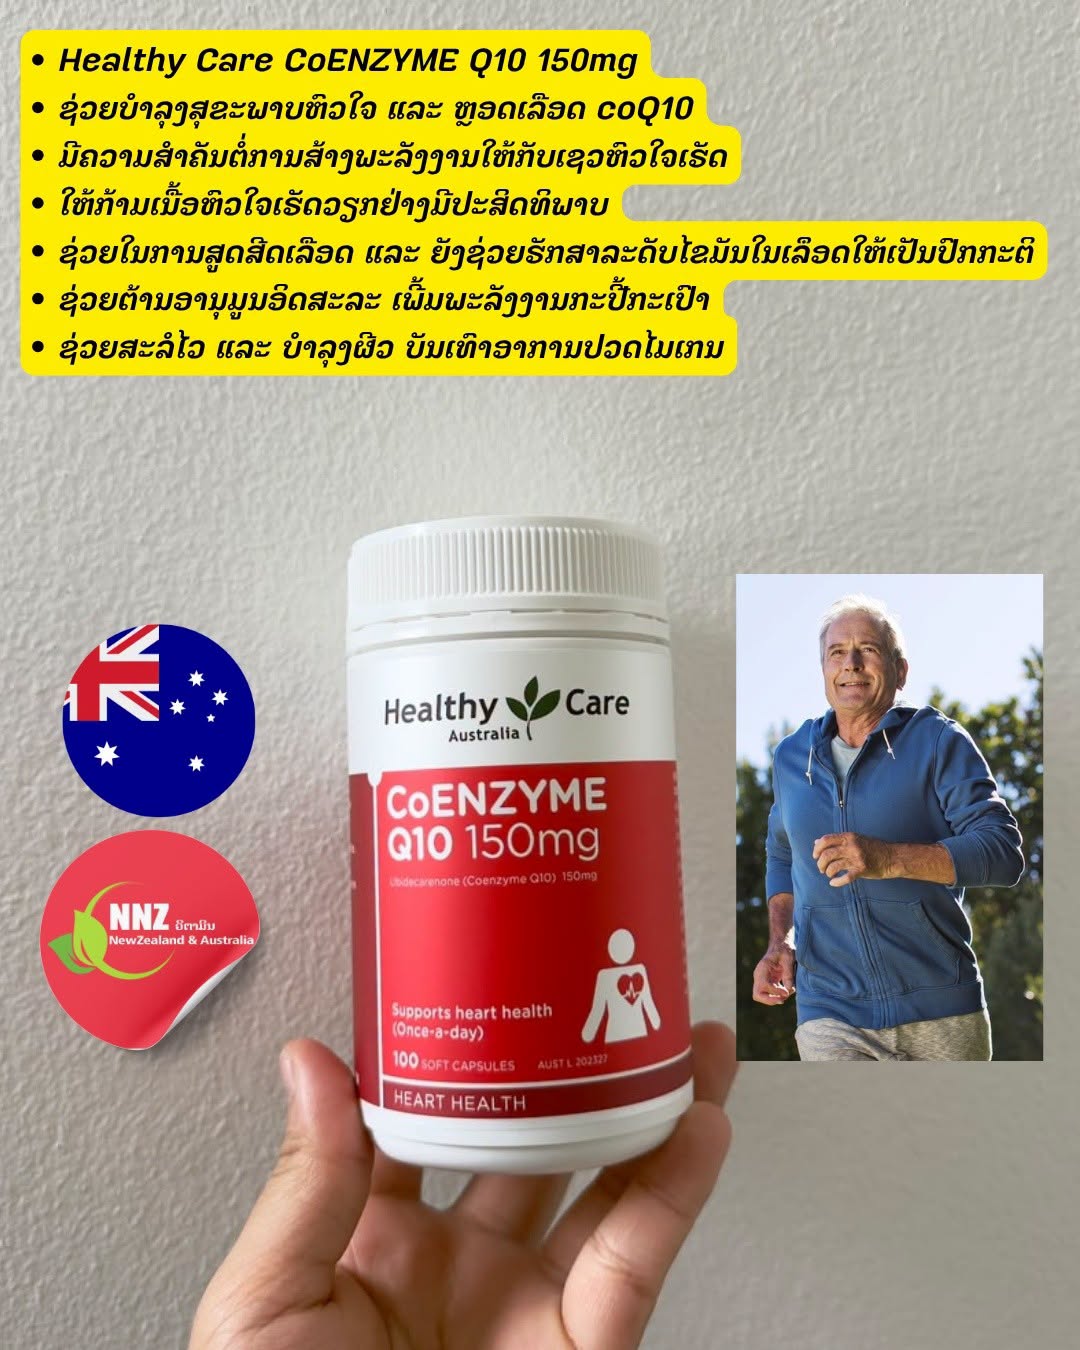 • Healthy Care CoENZYME Q10 150mg
• ຊ່ວຍບໍາລຸງສຸຂະພາບຫົວໃຈ ແລະ ຫຼອດເລືອດ coQ10
• ມີຄວາມສໍາຄັນຕໍ່ການສ້າງພະລັງງານໃຫ້ກັບເຊວຫົວໃຈເຮັດ
• ໃຫ້ກ້າມເນື້ອຫົວໃຈເຮັດວຽກຢ່າງມີປະສິດທິພາບ
• ຊ່ວຍໃນການສູດສີດເລືອດ ແລະ ຍັງຊ່ວຍຮັກສາລະດັບໄຂມັນໃນເລືອດໃຫ້ເປັນປົກກະຕິ
• ຊ່ວຍຕ້ານອານຸມູນອິດສະລະ ເພີ້ມພະລັງງານກະປີ້ກະເປົາ
• ຊ່ວຍສະລໍໄວ ແລະ ບໍາລຸງຜີວ ບັນເທົາອາການປວດໄມເກນ
Healthy Care
Australia
CoENZYME
Q10 150mg
Ubidecarenone (Coenzyme Q10) 150mg
Supports heart health
(Once-a-day)
100 SOFT CAPSULES AUST L 202327
HEART HEALTH
NNZ ວິຕາມິນ
NewZealand & Australia